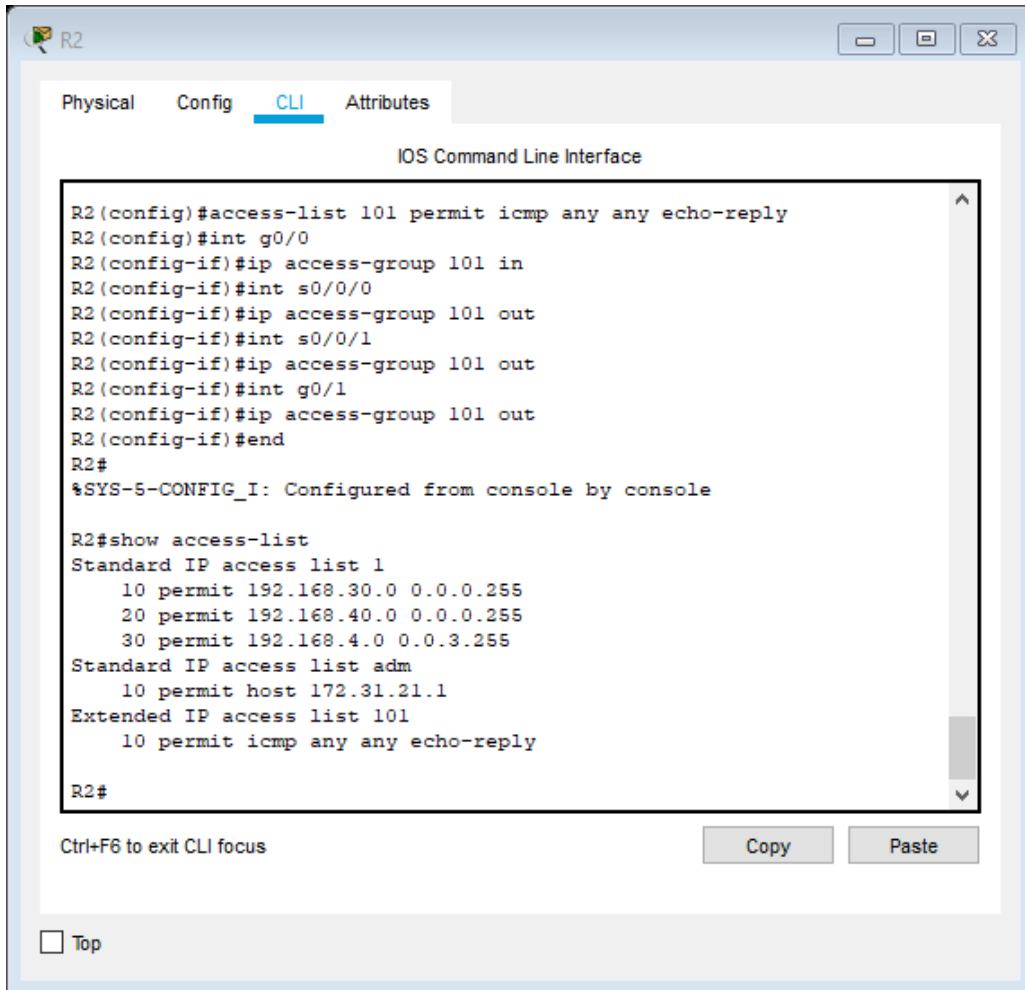 R2
Physical Config CLI Attributes
IOS Command Line Interface
R2(config)#access-list 101 permit icmp any any echo-reply
R2(config)#int g0/0
R2(config-if)#ip access-group 101 in
R2(config-if)#int s0/0/0
R2(config-if)#ip access-group 101 out
R2(config-if)#int s0/0/1
R2(config-if)#ip access-group 101 out
R2(config-if)#int g0/1
R2(config-if)#ip access-group 101 out
R2(config-if)#end
R2#
%SYS-5-CONFIG_I: Configured from console by console
R2#show access-list
Standard IP access list 1
10 permit 192.168.30.0 0.0.0.255
20 permit 192.168.40.0 0.0.0.255
30 permit 192.168.4.0 0.0.3.255
Standard IP access list adm
10 permit host 172.31.21.1
Extended IP access list 101
10 permit icmp any any echo-reply
R2#
Ctrl+F6 to exit CLI focus Copy Paste
Top